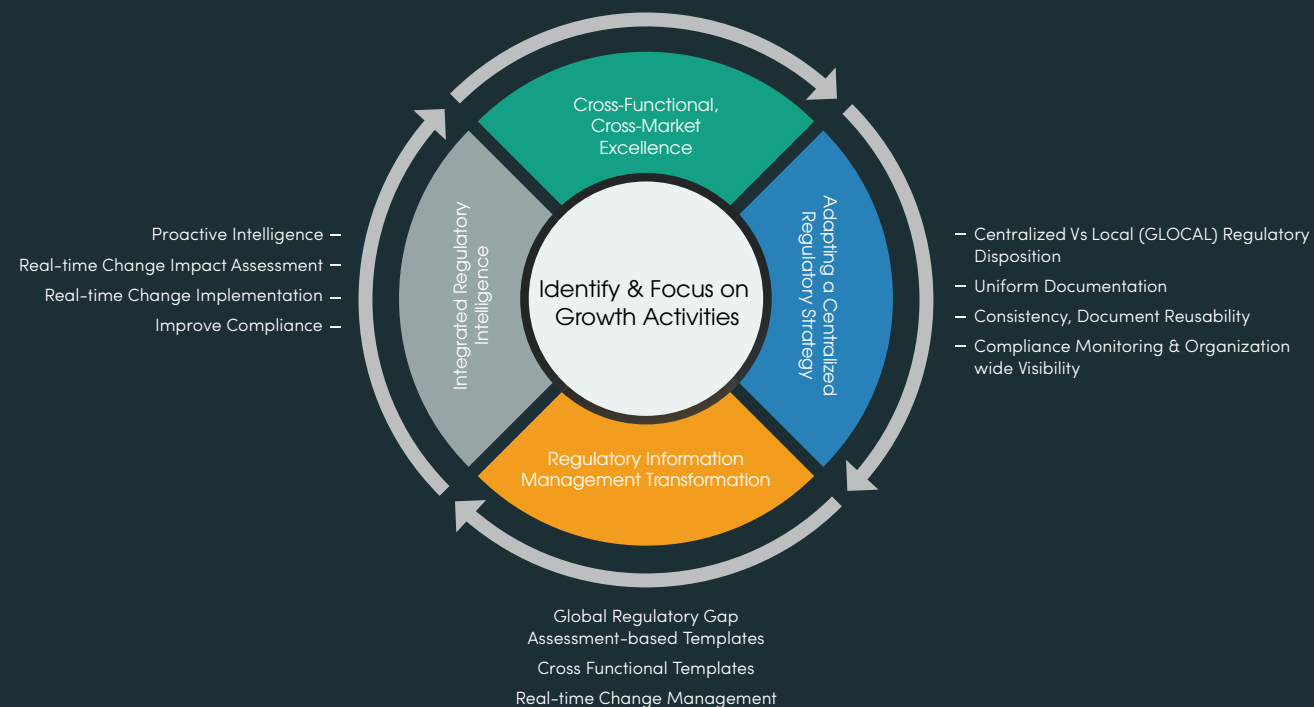 Cross-Functional,
Cross-Market
Excellence
Adapting a Centralized
Regulatory Strategy
Centralized Vs Local (GLOCAL) Regulatory
Disposition
Uniform Documentation
Consistency, Document Reusability
Compliance Monitoring & Organization
wide Visibility
Regulatory Information
Management Transformation
Global Regulatory Gap
Assessment-based Templates
Cross Functional Templates
Real-time Change Management
Integrated Regulatory
Intelligence
Proactive Intelligence
Real-time Change Impact Assessment
Real-time Change Implementation
Improve Compliance
Identify & Focus on
Growth Activities